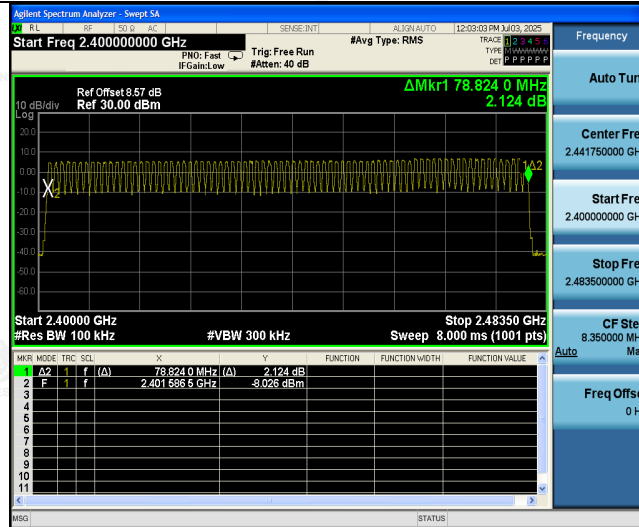 Agilent Spectrum Analyzer - Swept SA
RL RF 50 Ω AC SENSE:INT ALIGN AUTO 12:03:03 PM Jul 03, 2025
Start Freq 2.400000000 GHz #Avg Type: RMS TRACE 1 2 3 4 5 6
PNO: Fast Trig: Free Run TYPE M
IFGain:Low #Atten: 40 dB DET P P P P P P
Ref Offset 8.57 dB ΔMkr1 78.824 0 MHz
10 dB/div Ref 30.00 dBm 2.124 dB
Log
20.0
10.0
0.00
-10.0
-20.0
-30.0
-40.0
-50.0
-60.0
1Δ2
2
Start 2.40000 GHz Stop 2.48350 GHz
#Res BW 100 kHz #VBW 300 kHz Sweep 8.000 ms (1001 pts)
MKR MODE TRC SCL X Y FUNCTION FUNCTION WIDTH FUNCTION VALUE
1 Δ2 1 f (Δ) 78.824 0 MHz (Δ) 2.124 dB
2 F 1 f 2.401 586 5 GHz -8.026 dBm
3
4
5
6
7
8
9
10
11
MSG STATUS
Frequency
Auto Tun
Center Fre
2.441750000 GH
Start Fre
2.400000000 GH
Stop Fre
2.483500000 GH
CF Ste
8.350000 MH
Auto Ma
Freq Offse
0 H